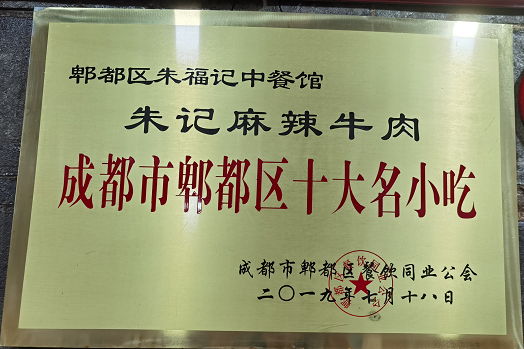 郫都区朱福记中餐馆
朱记麻辣牛肉
成都市郫都区十大名小吃
成都市郫都区餐饮同业公会
二〇一九年七月十八日